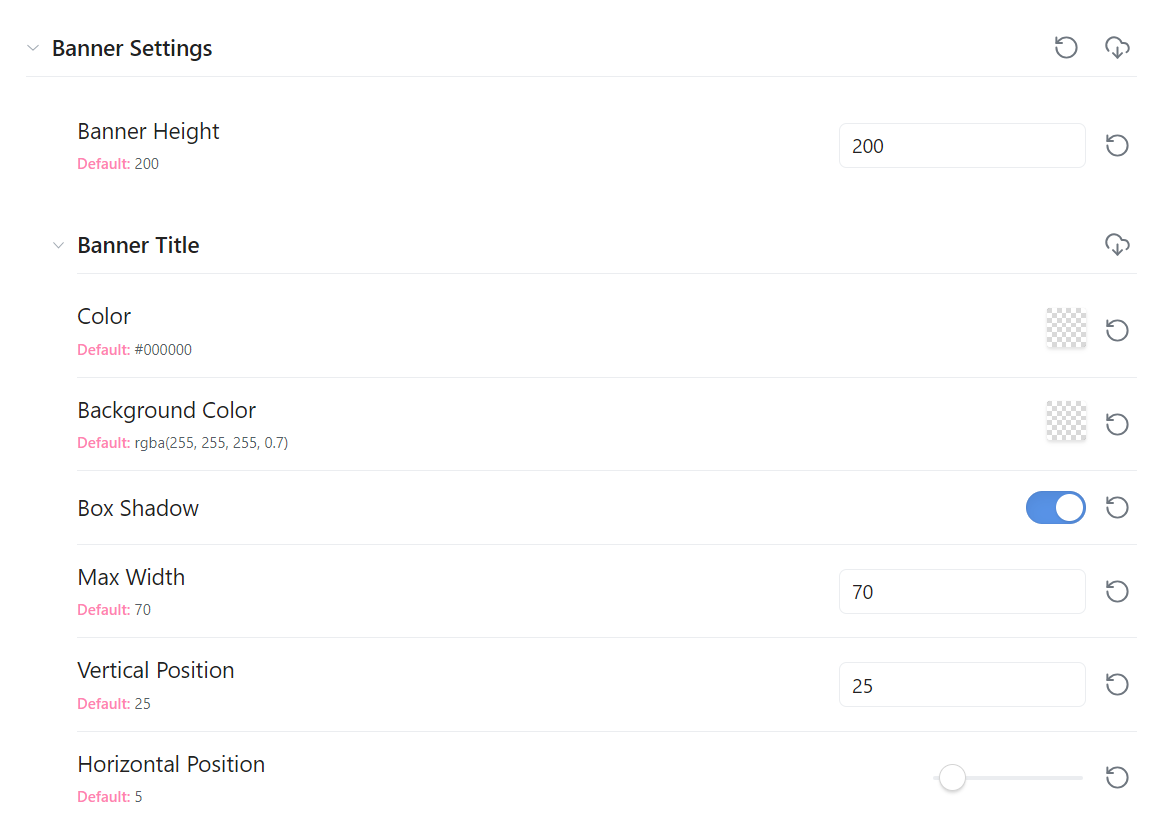 Banner Settings
Banner Height
Default: 200
200
Banner Title
Color
Default: #000000
Background Color
Default: rgba(255, 255, 255, 0.7)
Box Shadow
Max Width
Default: 70
70
Vertical Position
Default: 25
25
Horizontal Position
Default: 5